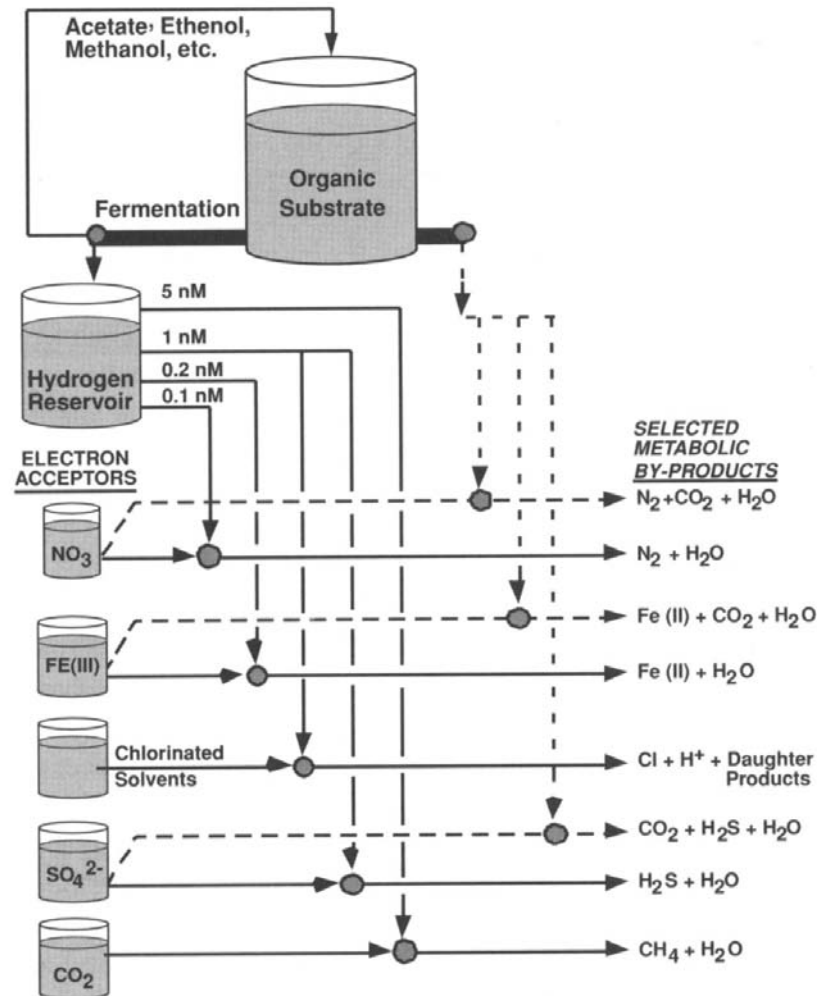 Acetate, Ethenol,
Methanol, etc.
Organic
Substrate
Fermentation
5 nM
1 nM
0.2 nM
0.1 nM
Hydrogen
Reservoir
ELECTRON
ACCEPTORS
SELECTED
METABOLIC
BY-PRODUCTS
N₂+CO₂ + H₂O
NO₃
N₂ + H₂O
Fe (II) + CO₂ + H₂O
FE(III)
Fe (II) + H₂O
Chlorinated
Solvents
Cl + H⁺ + Daughter
Products
CO₂ + H₂S + H₂O
SO₄²⁻
H₂S + H₂O
CO₂
CH₄ + H₂O